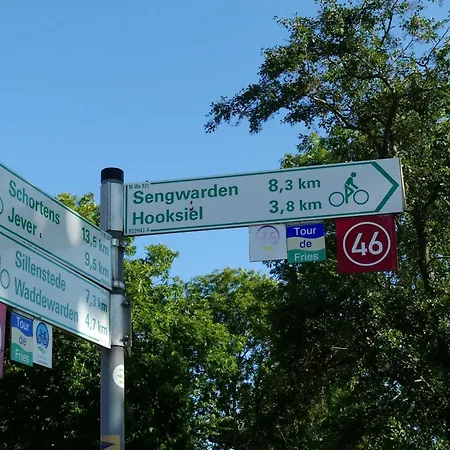 Schortens 13,6 km
Jever 9,5 km
Sillenstede 7,3 km
Waddewarden 4,7 km
Tour
de
Fries
Sengwarden 8,3 km
Hooksiel 3,8 km
Tour
de
Fries
46